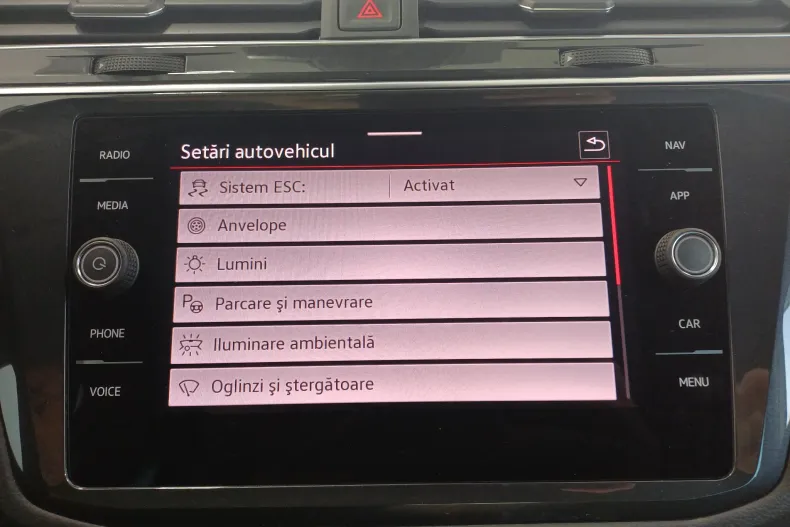 RADIO
MEDIA
PHONE
VOICE
Setări autovehicul
Sistem ESC: Activat
Anvelope
Lumini
P Parcare şi manevrare
Iluminare ambientală
Oglinzi şi ştergătoare
NAV
APP
CAR
MENU